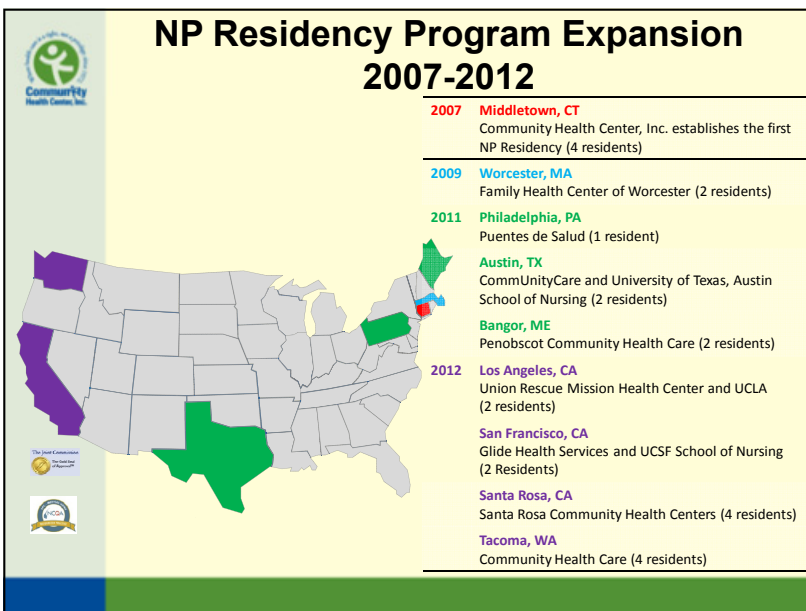 NP Residency Program Expansion
2007-2012
Community
Health Center, Inc.
2007 Middletown, CT
Community Health Center, Inc. establishes the first
NP Residency (4 residents)
2009 Worcester, MA
Family Health Center of Worcester (2 residents)
2011 Philadelphia, PA
Puentes de Salud (1 resident)
Austin, TX
CommUnityCare and University of Texas, Austin
School of Nursing (2 residents)
Bangor, ME
Penobscot Community Health Care (2 residents)
2012 Los Angeles, CA
Union Rescue Mission Health Center and UCLA
(2 residents)
San Francisco, CA
Glide Health Services and UCSF School of Nursing
(2 Residents)
Santa Rosa, CA
Santa Rosa Community Health Centers (4 residents)
Tacoma, WA
Community Health Care (4 residents)
The Joint Commission
NCQA